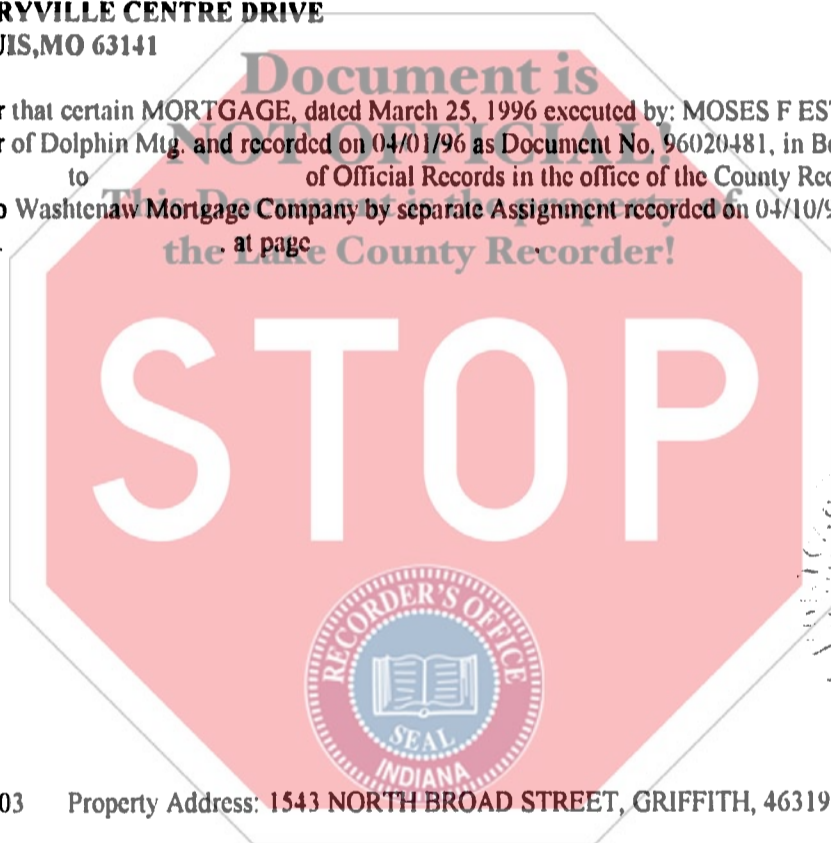 RYVILLE CENTRE DRIVE
UIS,MO 63141
Document is
r that certain MORTGAGE, dated March 25, 1996 executed by: MOSES F EST
NOT OFFICIAL!
r of Dolphin Mtg. and recorded on 04/01/96 as Document No. 96020481, in Bo
to of Official Records in the office of the County Rec
This Document is the property of
o Washtenaw Mortgage Company by separate Assignment recorded on 04/10/9
. . at page .
the Lake County Recorder!
STOP
RECORDER'S OFFICE
SEAL
INDIANA
03 Property Address: 1543 NORTH BROAD STREET, GRIFFITH, 46319